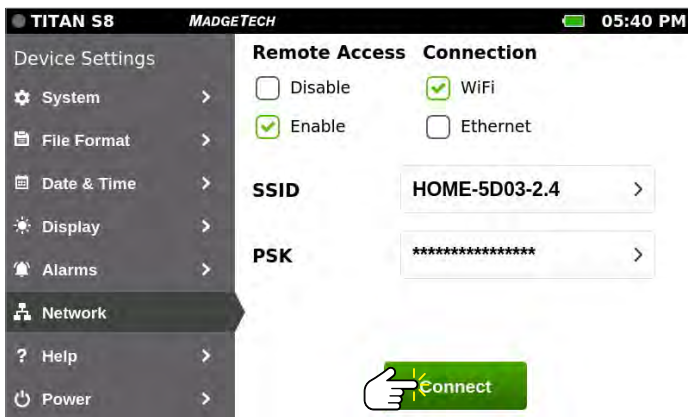 TITAN S8 MADGETECH 05:40 PM
Device Settings
System
File Format
Date & Time
Display
Alarms
Network
Help
Power
Remote Access Connection
Disable WiFi
Enable Ethernet
SSID HOME-5D03-2.4
PSK ****************
Connect